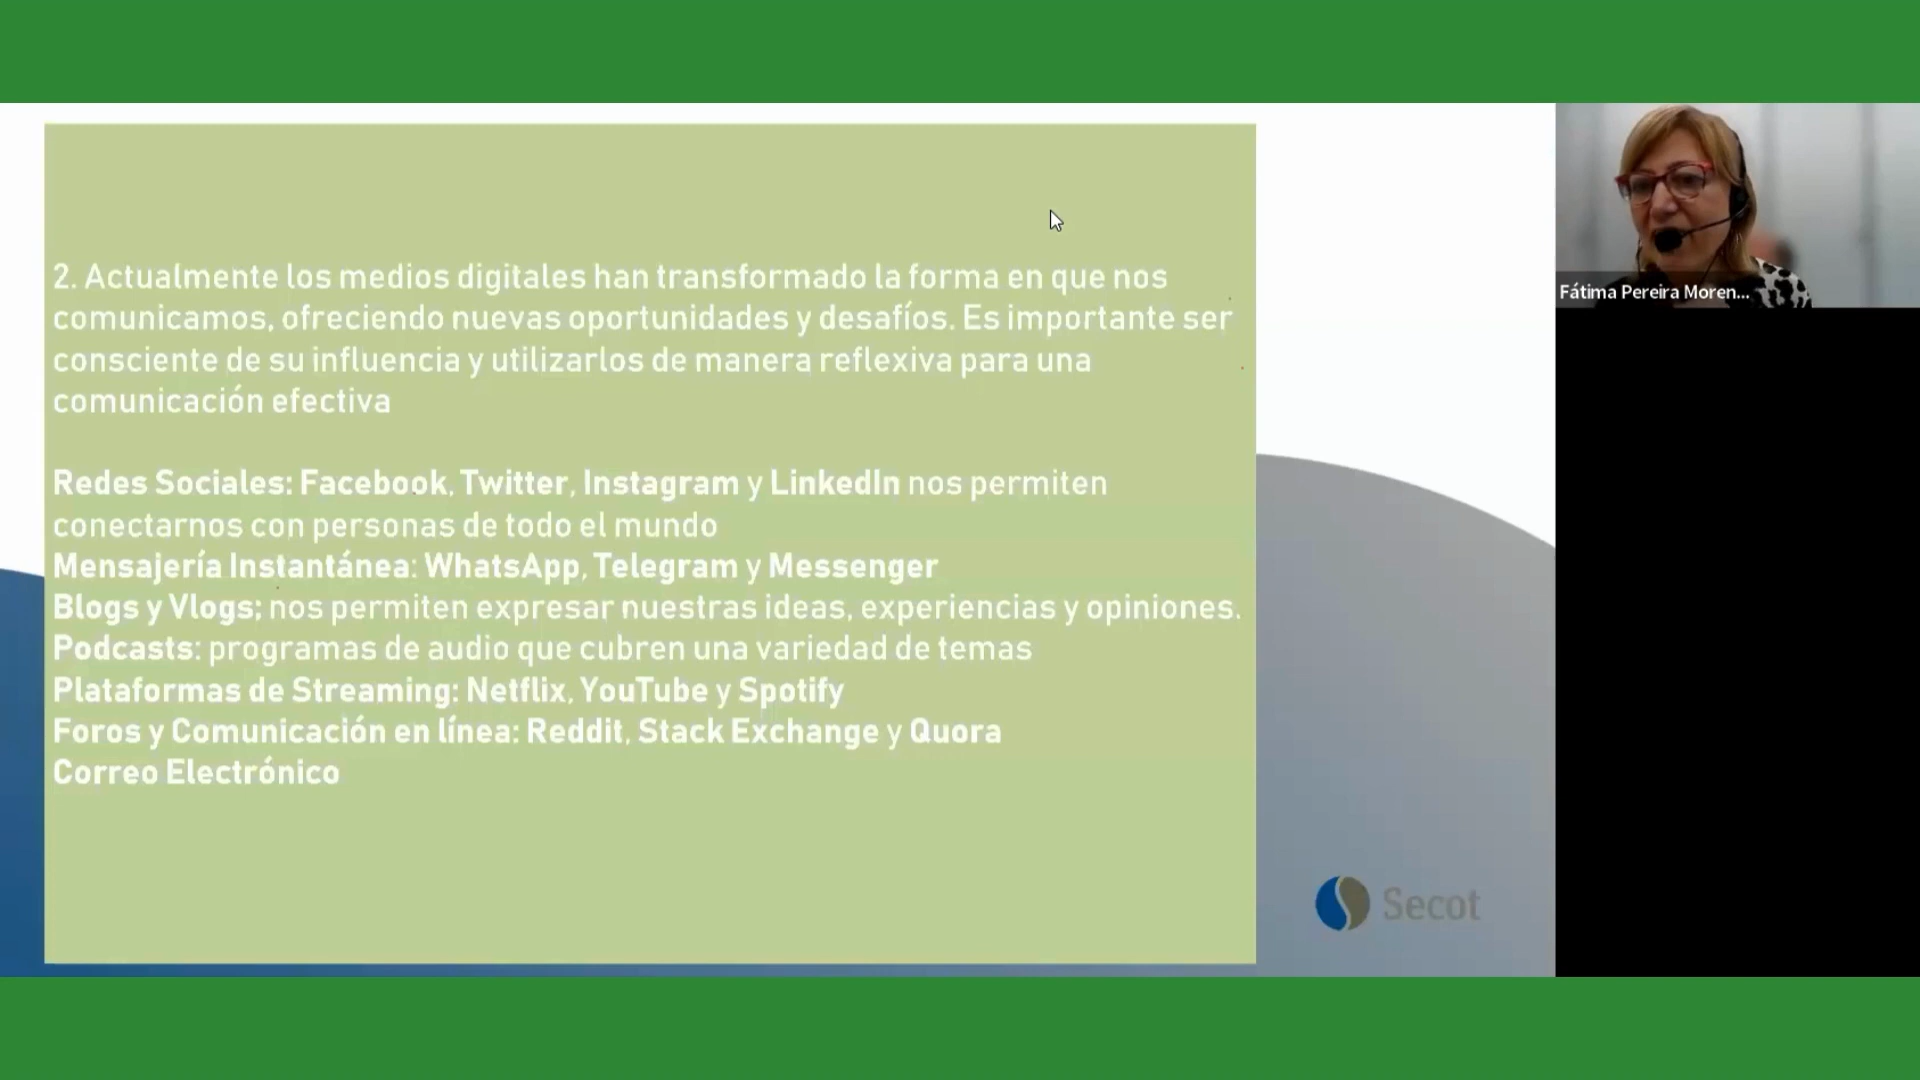 2. Actualmente los medios digitales han transformado la forma en que nos
comunicamos, ofreciendo nuevas oportunidades y desafíos. Es importante ser
consciente de su influencia y utilizarlos de manera reflexiva para una
comunicación efectiva
Redes Sociales: Facebook, Twitter, Instagram y LinkedIn nos permiten
conectarnos con personas de todo el mundo
Mensajería Instantánea: WhatsApp, Telegram y Messenger
Blogs y Vlogs; nos permiten expresar nuestras ideas, experiencias y opiniones.
Podcasts: programas de audio que cubren una variedad de temas
Plataformas de Streaming: Netflix, YouTube y Spotify
Foros y Comunicación en línea: Reddit, Stack Exchange y Quora
Correo Electrónico
Secot
Fátima Pereira Moren...